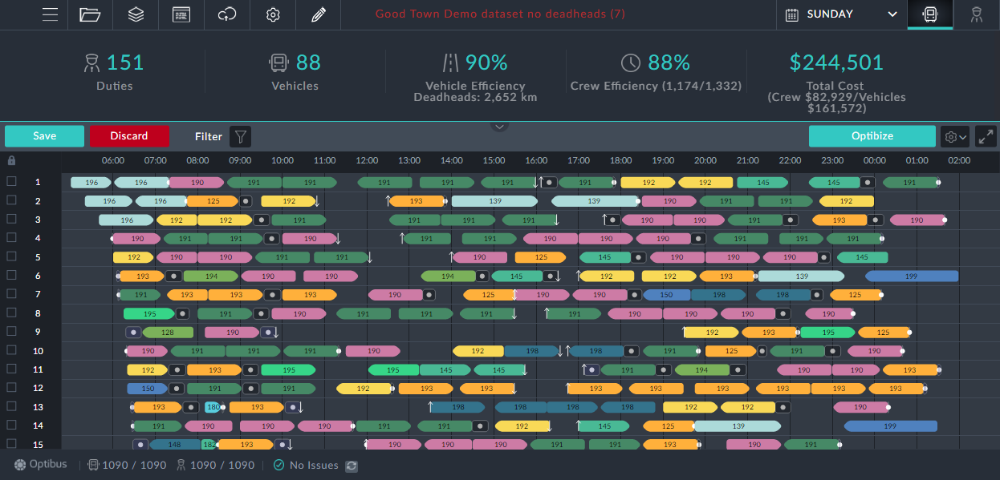 Good Town Demo dataset no deadheads (7)
SUNDAY
151
Duties
88
Vehicles
90%
Vehicle Efficiency
Deadheads: 2,652 km
88%
Crew Efficiency (1,174/1,332)
$244,501
Total Cost
(Crew $82,929/Vehicles
$161,572)
Save Discard Filter Optibize
06:00 07:00 08:00 09:00 10:00 11:00 12:00 13:00 14:00 15:00 16:00 17:00 18:00 19:00 20:00 21:00 22:00 23:00 00:00 01:00 02:00
1 196 196 190 191 191 191 191 191 191 192 192 145 145 191
2 196 196 125 192 193 139 139 190 191 191 192
3 196 192 192 191 191 191 191 190 190 191 193 190
4 190 191 191 190 191 191 190 190 190 191 191 191
5 192 190 190 191 191 190 125 145 190 190 190 145
6 193 194 190 190 194 145 192 192 193 139 199
7 191 193 193 193 190 125 190 190 150 198 198 125
8 195 191 190 191 191 191 191 190 190 190 190
9 128 190 192 193 195 125
10 190 191 191 191 190 192 198 198 191 125 191 190
11 192 193 195 195 145 145 191 194 190 190 193
12 150 191 191 192 193 193 193 193 193 193 193 193
13 193 180 193 198 198 198 198 192 192 190
14 191 190 190 190 191 191 192 145 125 139 199
15 148 182 193 190 190 190 191 191 193 190 191
Optibus 1090 / 1090 1090 / 1090 No Issues